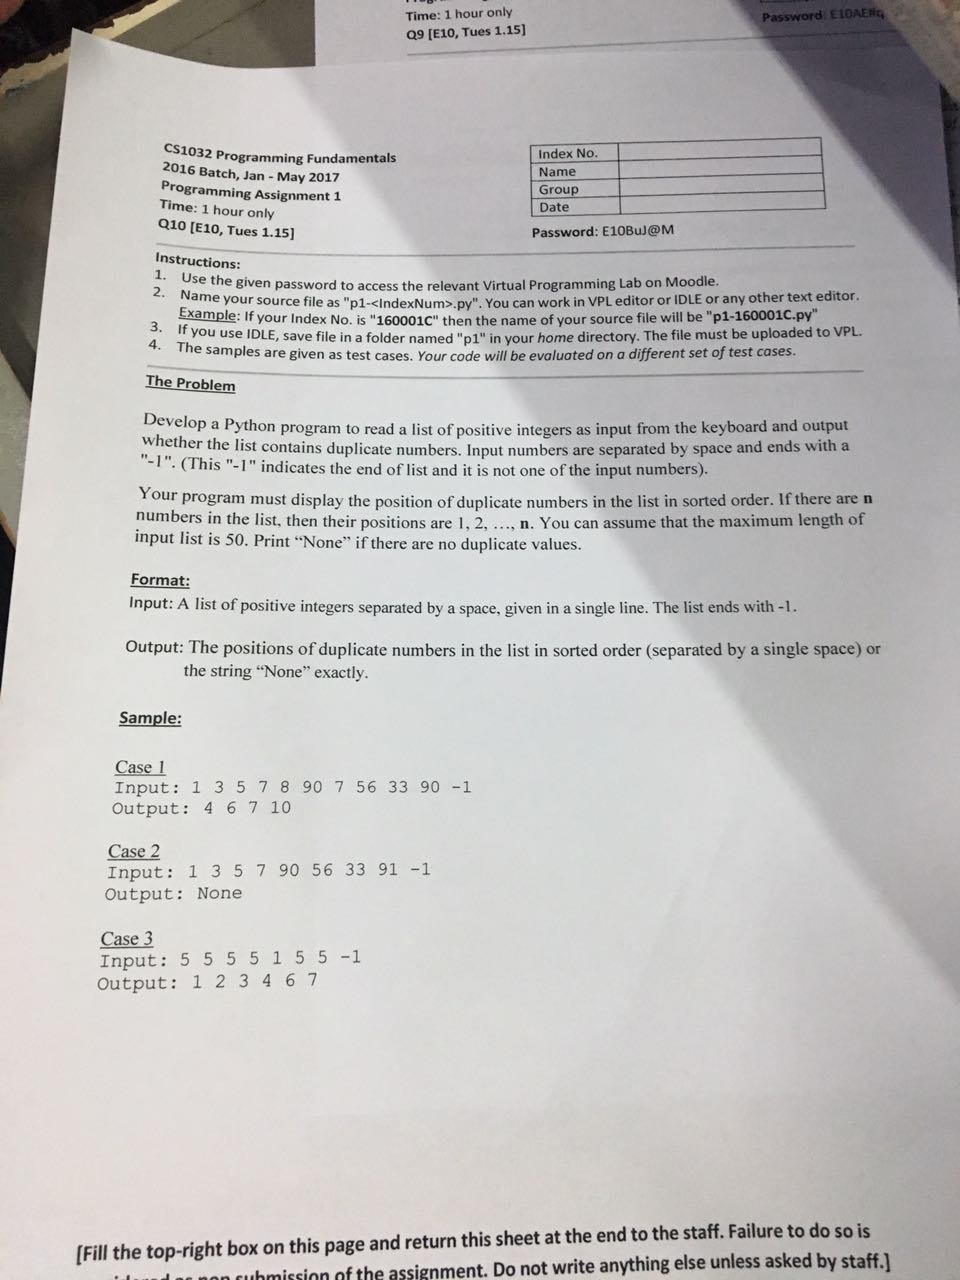 Time: 1 hour only
Q9 [E10, Tues 1.15]
Password: E10AE#q
CS1032 Programming Fundamentals
2016 Batch, Jan - May 2017
Programming Assignment 1
Time: 1 hour only
Q10 [E10, Tues 1.15]
Index No.
Name
Group
Date
Password: E10BuJ@M
Instructions:
1. Use the given password to access the relevant Virtual Programming Lab on Moodle.
2. Name your source file as "p1-<IndexNum>.py". You can work in VPL editor or IDLE or any other text editor.
Example: If your Index No. is "160001C" then the name of your source file will be "p1-160001C.py"
3. If you use IDLE, save file in a folder named "p1" in your home directory. The file must be uploaded to VPL.
4. The samples are given as test cases. Your code will be evaluated on a different set of test cases.
The Problem
Develop a Python program to read a list of positive integers as input from the keyboard and output
whether the list contains duplicate numbers. Input numbers are separated by space and ends with a
"-1". (This "-1" indicates the end of list and it is not one of the input numbers).
Your program must display the position of duplicate numbers in the list in sorted order. If there are n
numbers in the list, then their positions are 1, 2, ..., n. You can assume that the maximum length of
input list is 50. Print “None” if there are no duplicate values.
Format:
Input: A list of positive integers separated by a space, given in a single line. The list ends with -1.
Output: The positions of duplicate numbers in the list in sorted order (separated by a single space) or
the string “None” exactly.
Sample:
Case 1
Input: 1 3 5 7 8 90 7 56 33 90 -1
Output: 4 6 7 10
Case 2
Input: 1 3 5 7 90 56 33 91 -1
Output: None
Case 3
Input: 5 5 5 5 1 5 5 -1
Output: 1 2 3 4 6 7
[Fill the top-right box on this page and return this sheet at the end to the staff. Failure to do so is
submission of the assignment. Do not write anything else unless asked by staff.]